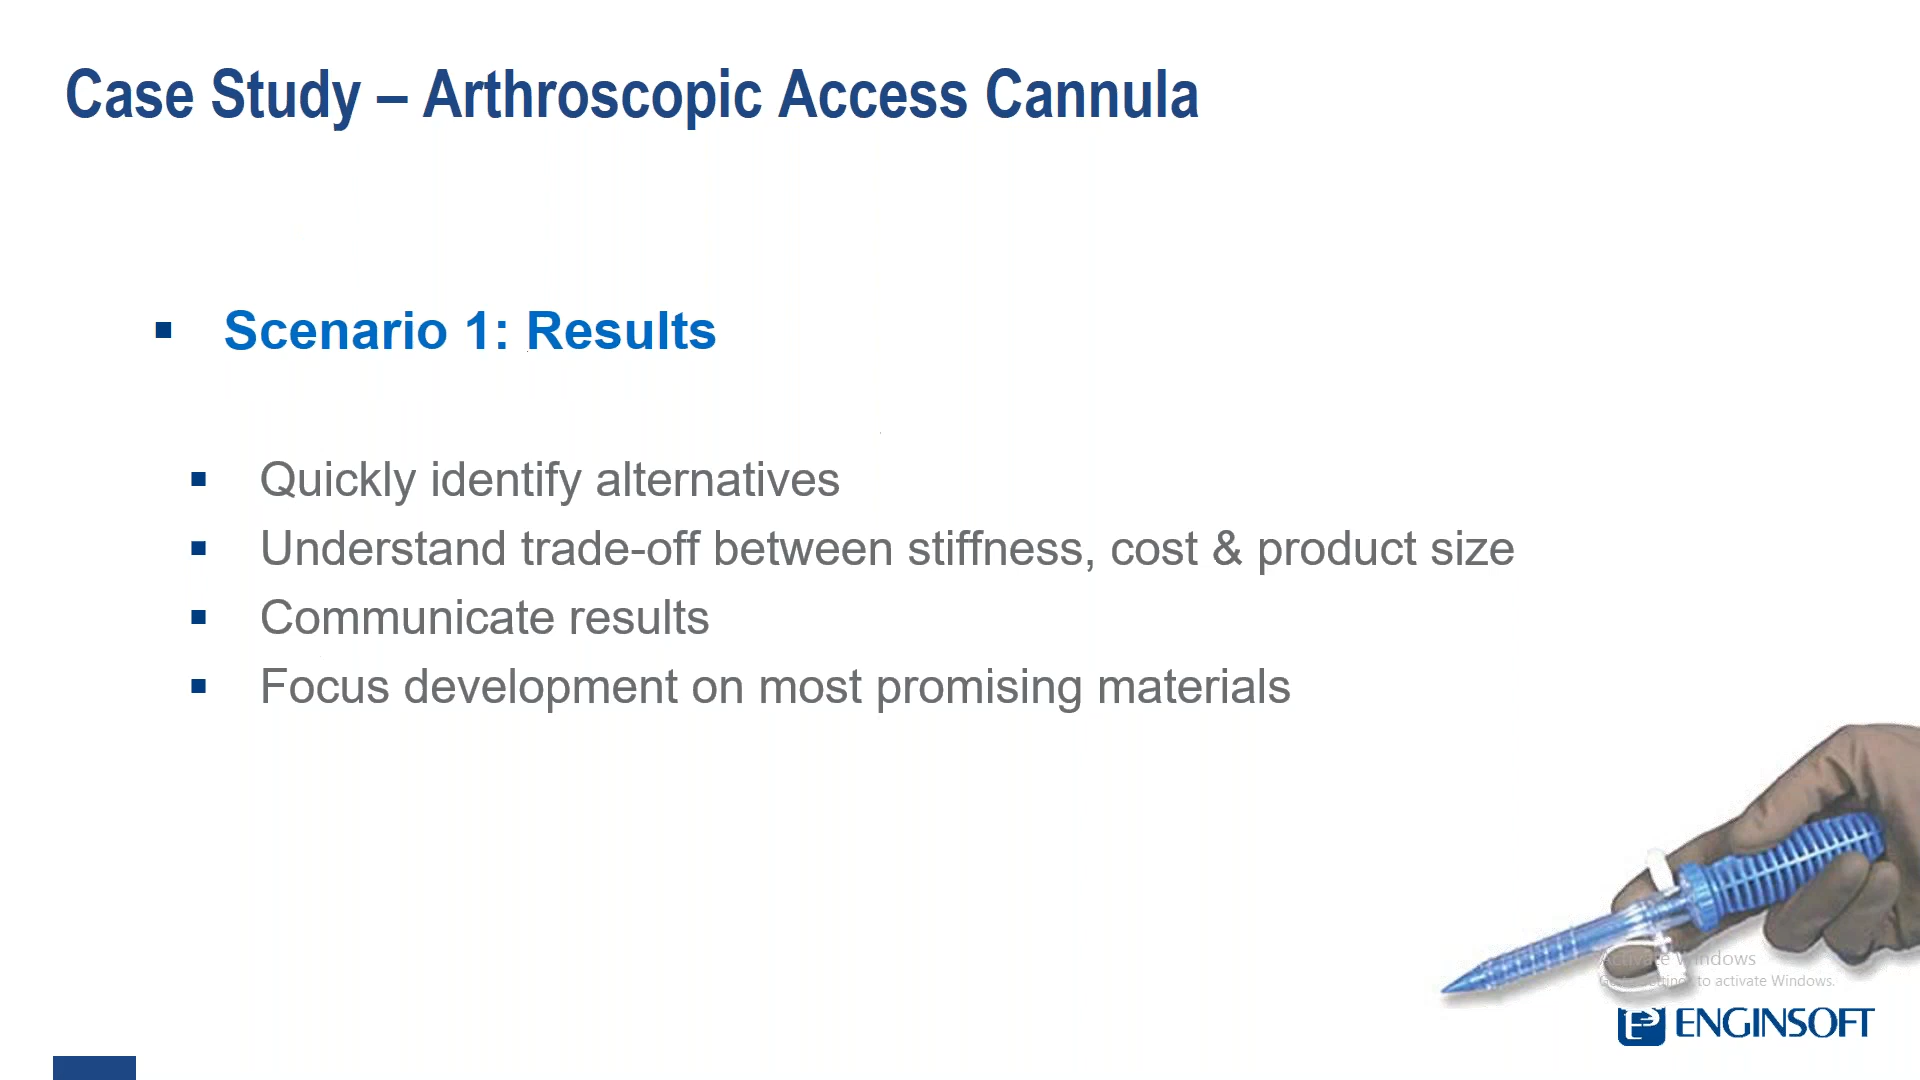 Case Study – Arthroscopic Access Cannula
Scenario 1: Results
Quickly identify alternatives
Understand trade-off between stiffness, cost & product size
Communicate results
Focus development on most promising materials
Activate Windows
Go to Settings to activate Windows.
ENGINSOFT